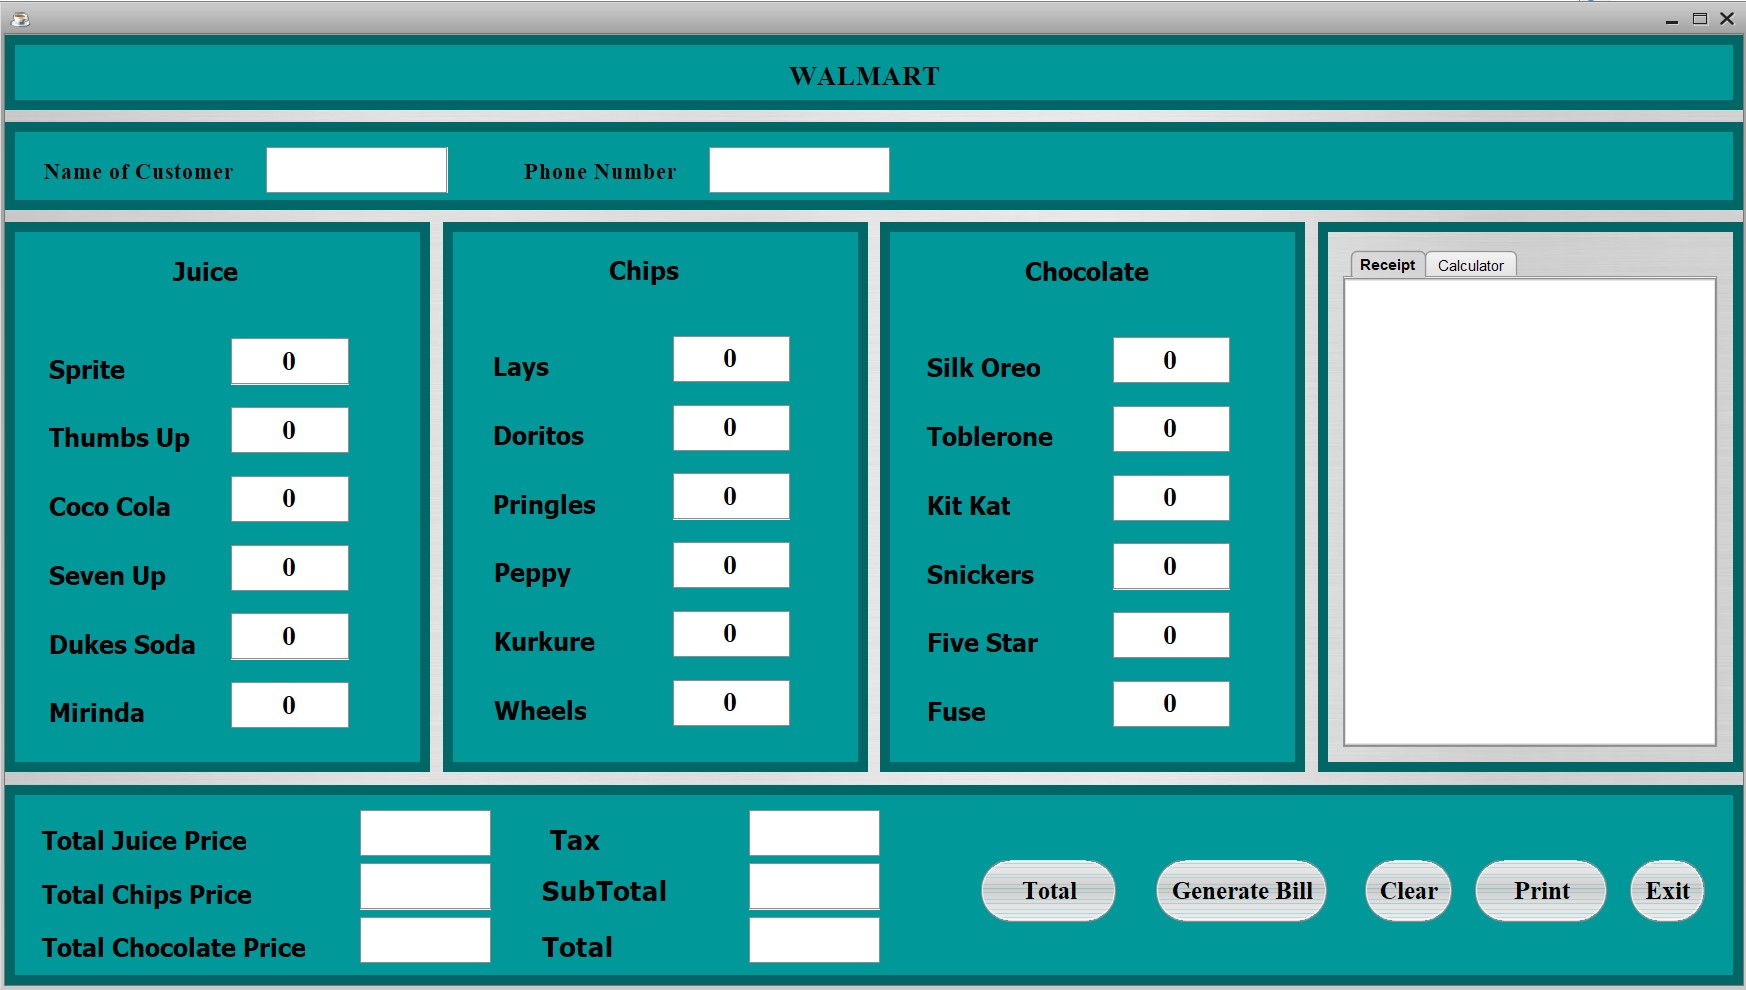 WALMART
Name of Customer
Phone Number
Juice
Sprite 0
Thumbs Up 0
Coco Cola 0
Seven Up 0
Dukes Soda 0
Mirinda 0
Chips
Lays 0
Doritos 0
Pringles 0
Peppy 0
Kurkure 0
Wheels 0
Chocolate
Silk Oreo 0
Toblerone 0
Kit Kat 0
Snickers 0
Five Star 0
Fuse 0
Receipt Calculator
Total Juice Price
Total Chips Price
Total Chocolate Price
Tax
SubTotal
Total
Total Generate Bill Clear Print Exit